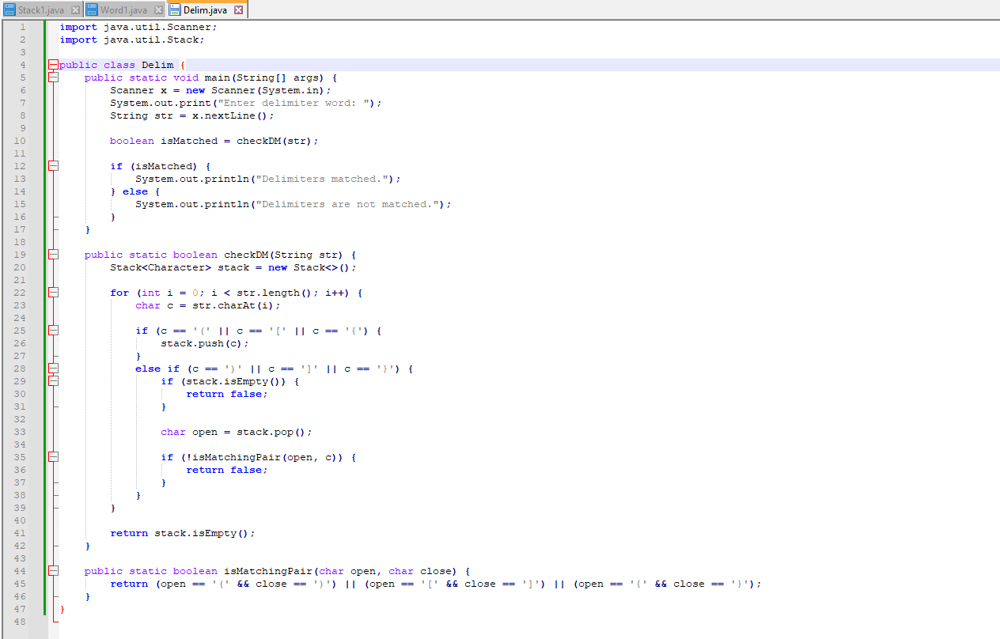 Stack1.java Word1.java Delim.java
1 import java.util.Scanner;
2 import java.util.Stack;
3
4 public class Delim {
5     public static void main(String[] args) {
6         Scanner x = new Scanner(System.in);
7         System.out.print("Enter delimiter word: ");
8         String str = x.nextLine();
9
10         boolean isMatched = checkDM(str);
11
12         if (isMatched) {
13             System.out.println("Delimiters matched.");
14         } else {
15             System.out.println("Delimiters are not matched.");
16         }
17     }
18
19     public static boolean checkDM(String str) {
20         Stack<Character> stack = new Stack<>();
21
22         for (int i = 0; i < str.length(); i++) {
23             char c = str.charAt(i);
24
25             if (c == '(' || c == '[' || c == '{') {
26                 stack.push(c);
27             }
28             else if (c == ')' || c == ']' || c == '}') {
29                 if (stack.isEmpty()) {
30                     return false;
31                 }
32
33                 char open = stack.pop();
34
35                 if (!isMatchingPair(open, c)) {
36                     return false;
37                 }
38             }
39         }
40
41         return stack.isEmpty();
42     }
43
44     public static boolean isMatchingPair(char open, char close) {
45         return (open == '(' && close == ')') || (open == '[' && close == ']') || (open == '{' && close == '}');
46     }
47 }
48